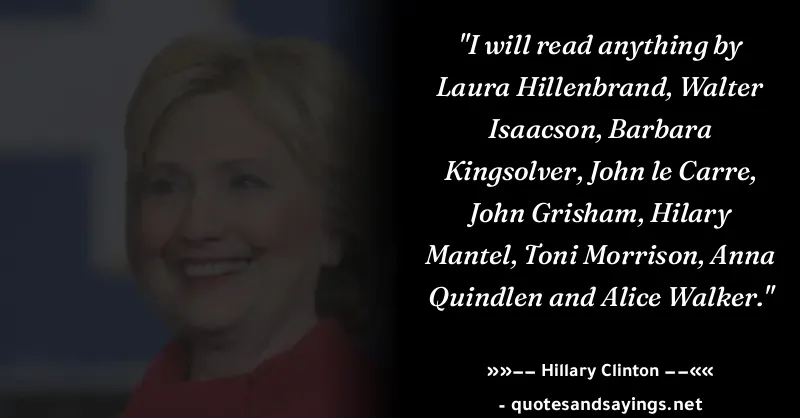 "I will read anything by
Laura Hillenbrand, Walter
Isaacson, Barbara
Kingsolver, John le Carre,
John Grisham, Hilary
Mantel, Toni Morrison, Anna
Quindlen and Alice Walker."
»»–– Hillary Clinton ––««
- quotesandsayings.net